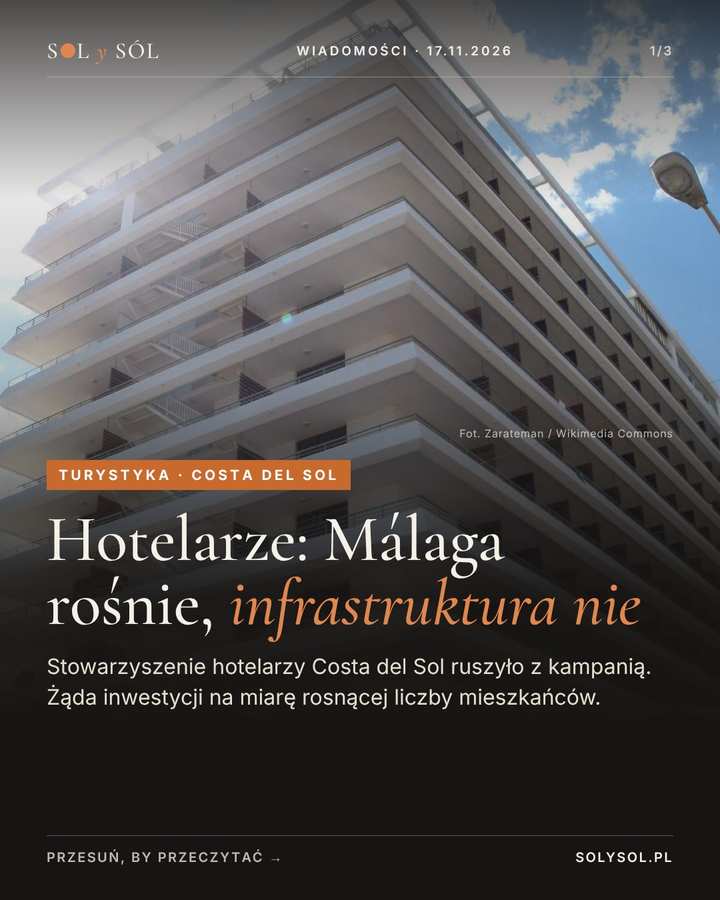 SOL y SÓL
WIADOMOŚCI · 17.11.2026
1/3
Fot. Zarateman / Wikimedia Commons
TURYSTYKA · COSTA DEL SOL
Hotelarze: Málaga
rośnie, infrastruktura nie
Stowarzyszenie hotelarzy Costa del Sol ruszyło z kampanią.
Żąda inwestycji na miarę rosnącej liczby mieszkańców.
PRZESUŃ, BY PRZECZYTAĆ →
SOLYSOL.PL